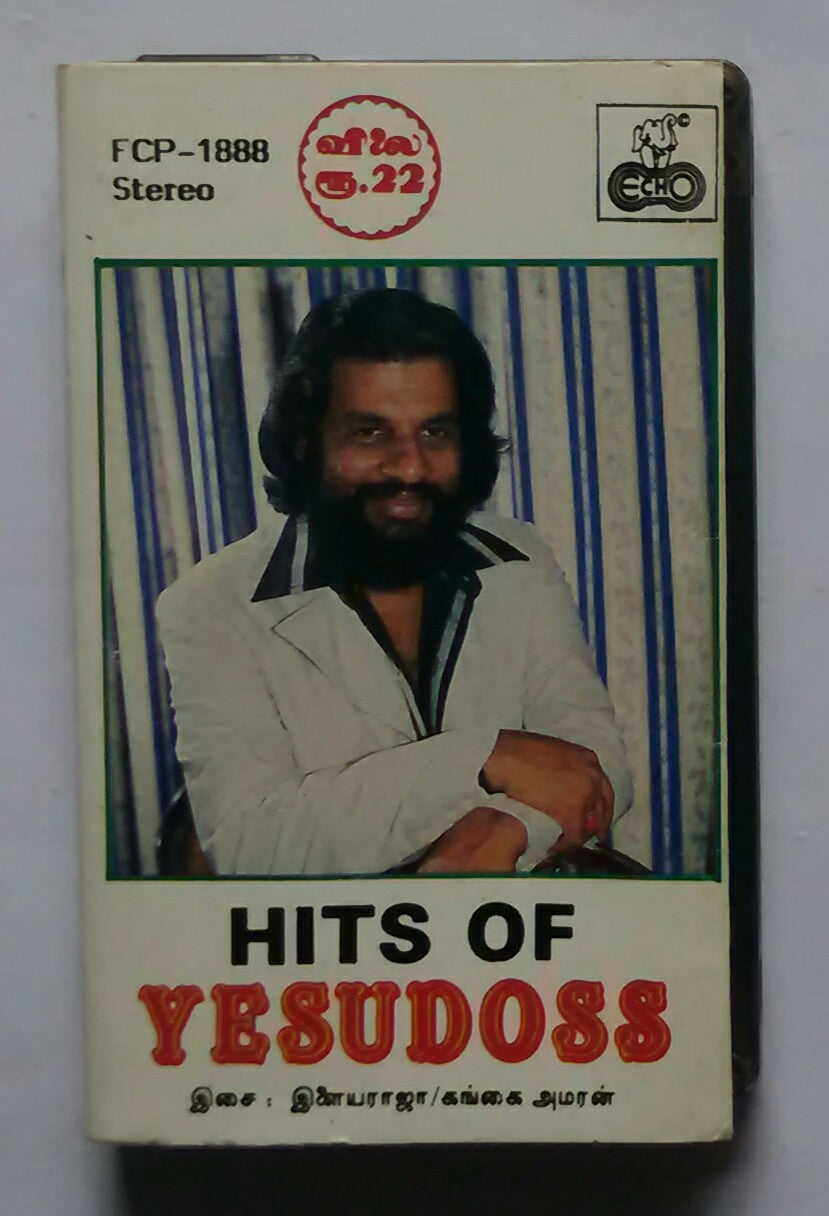 FCP-1888
Stereo
விலை
ரூ.22
ECHO
HITS OF
YESUDOSS
இசை : இளையராஜா/கங்கை அமரன்